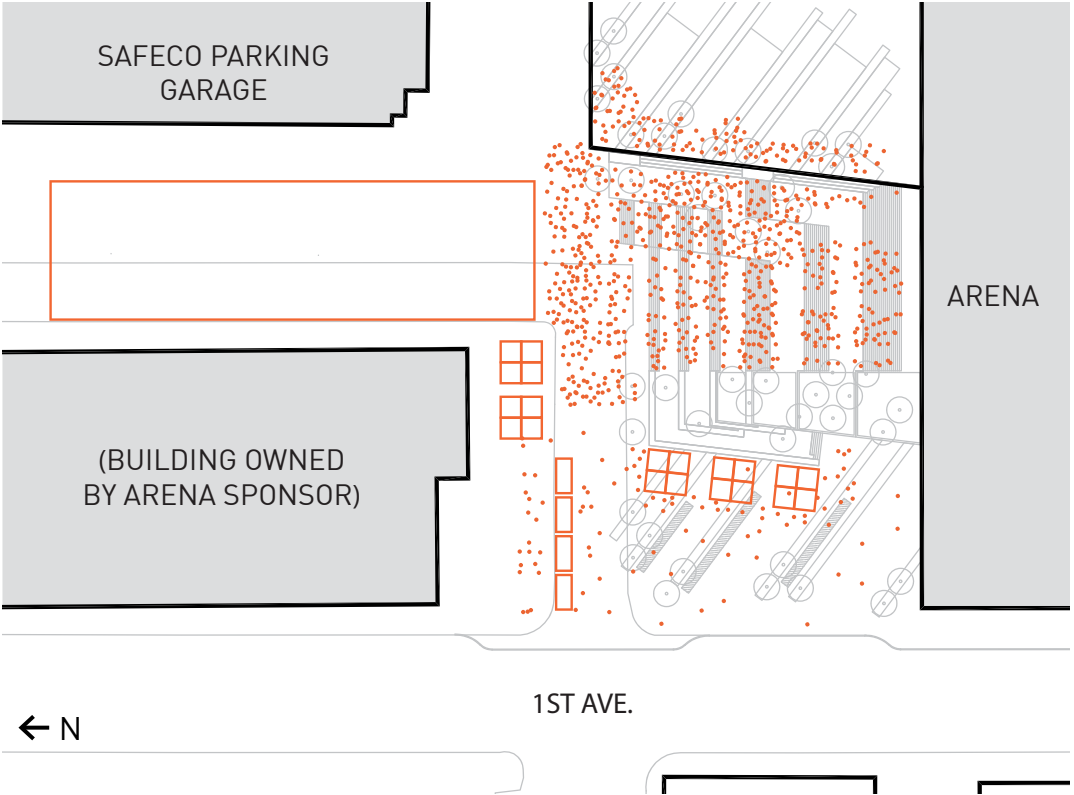 SAFECO PARKING
GARAGE
ARENA
(BUILDING OWNED
BY ARENA SPONSOR)
1ST AVE.
← N